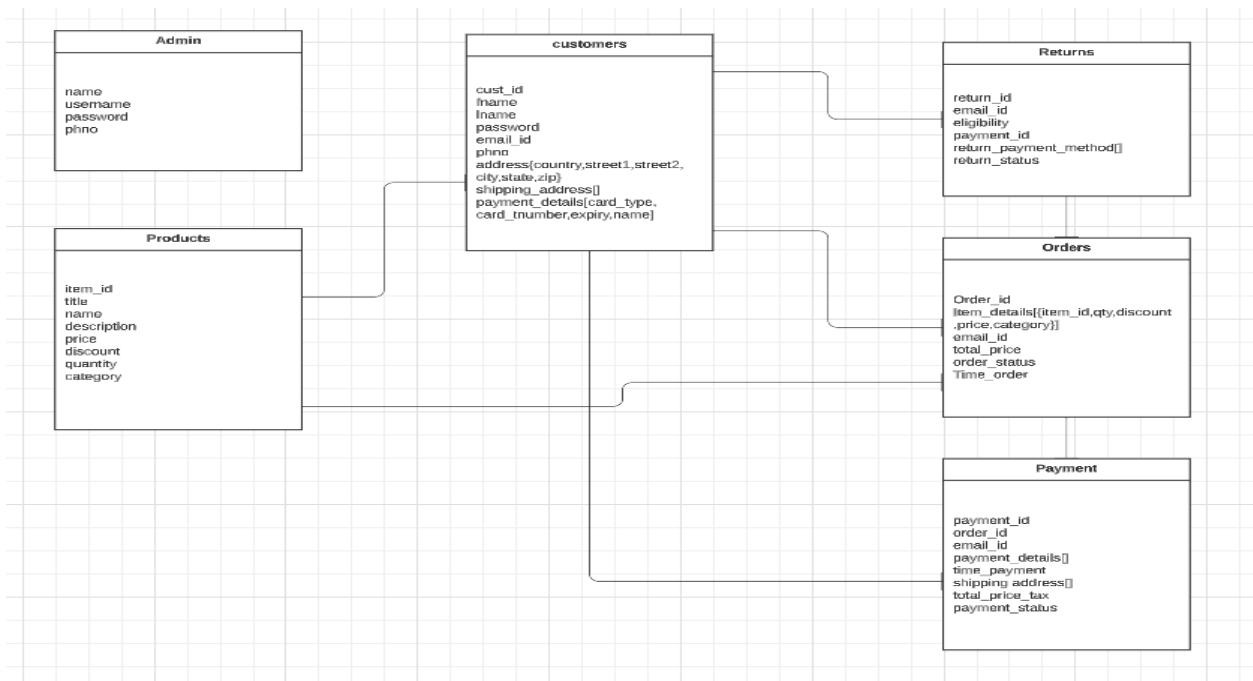 Admin
name
username
password
phno
customers
cust_id
fname
lname
password
email_id
phno
address{country,street1,street2,
city,state,zip}
shipping_address[]
payment_details[card_type,
card_tnumber,expiry,name]
Returns
return_id
email_id
eligibility
payment_id
return_payment_method[]
return_status
Products
item_id
title
name
description
price
discount
quantity
category
Orders
Order_id
Item_details[{item_id,qty,discount
,price,category}]
email_id
total_price
order_status
Time_order
Payment
payment_id
order_id
email_id
payment_details[]
time_payment
shipping address[]
total_price_tax
payment_status